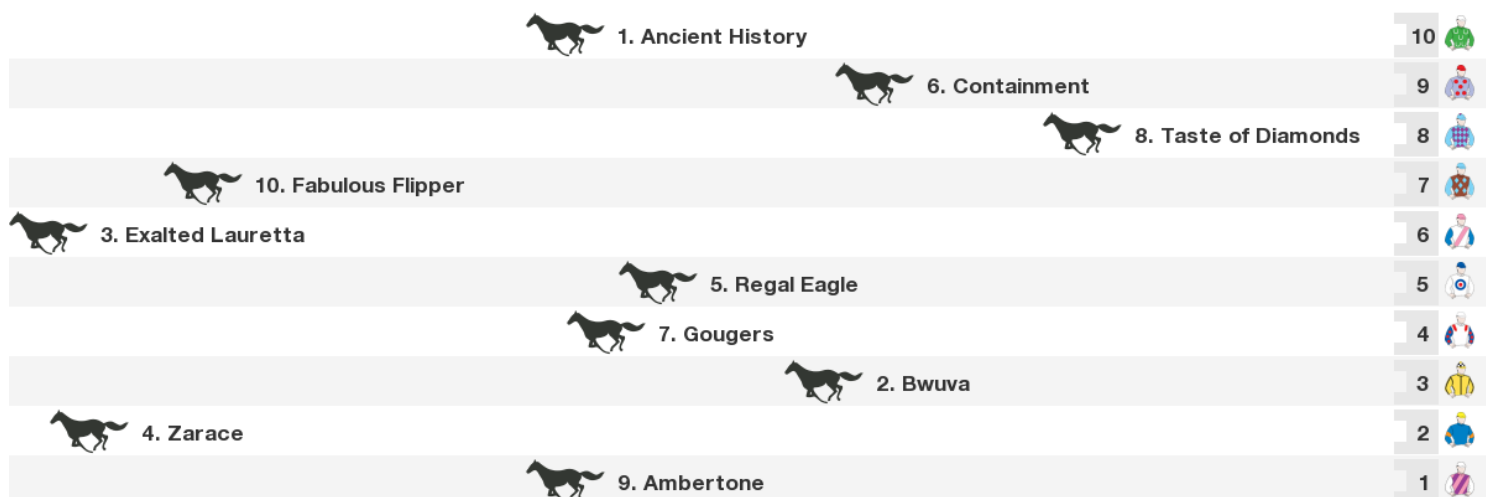 1. Ancient History 10
6. Containment 9
8. Taste of Diamonds 8
10. Fabulous Flipper 7
3. Exalted Lauretta 6
5. Regal Eagle 5
7. Gougers 4
2. Bwuva 3
4. Zarace 2
9. Ambertone 1